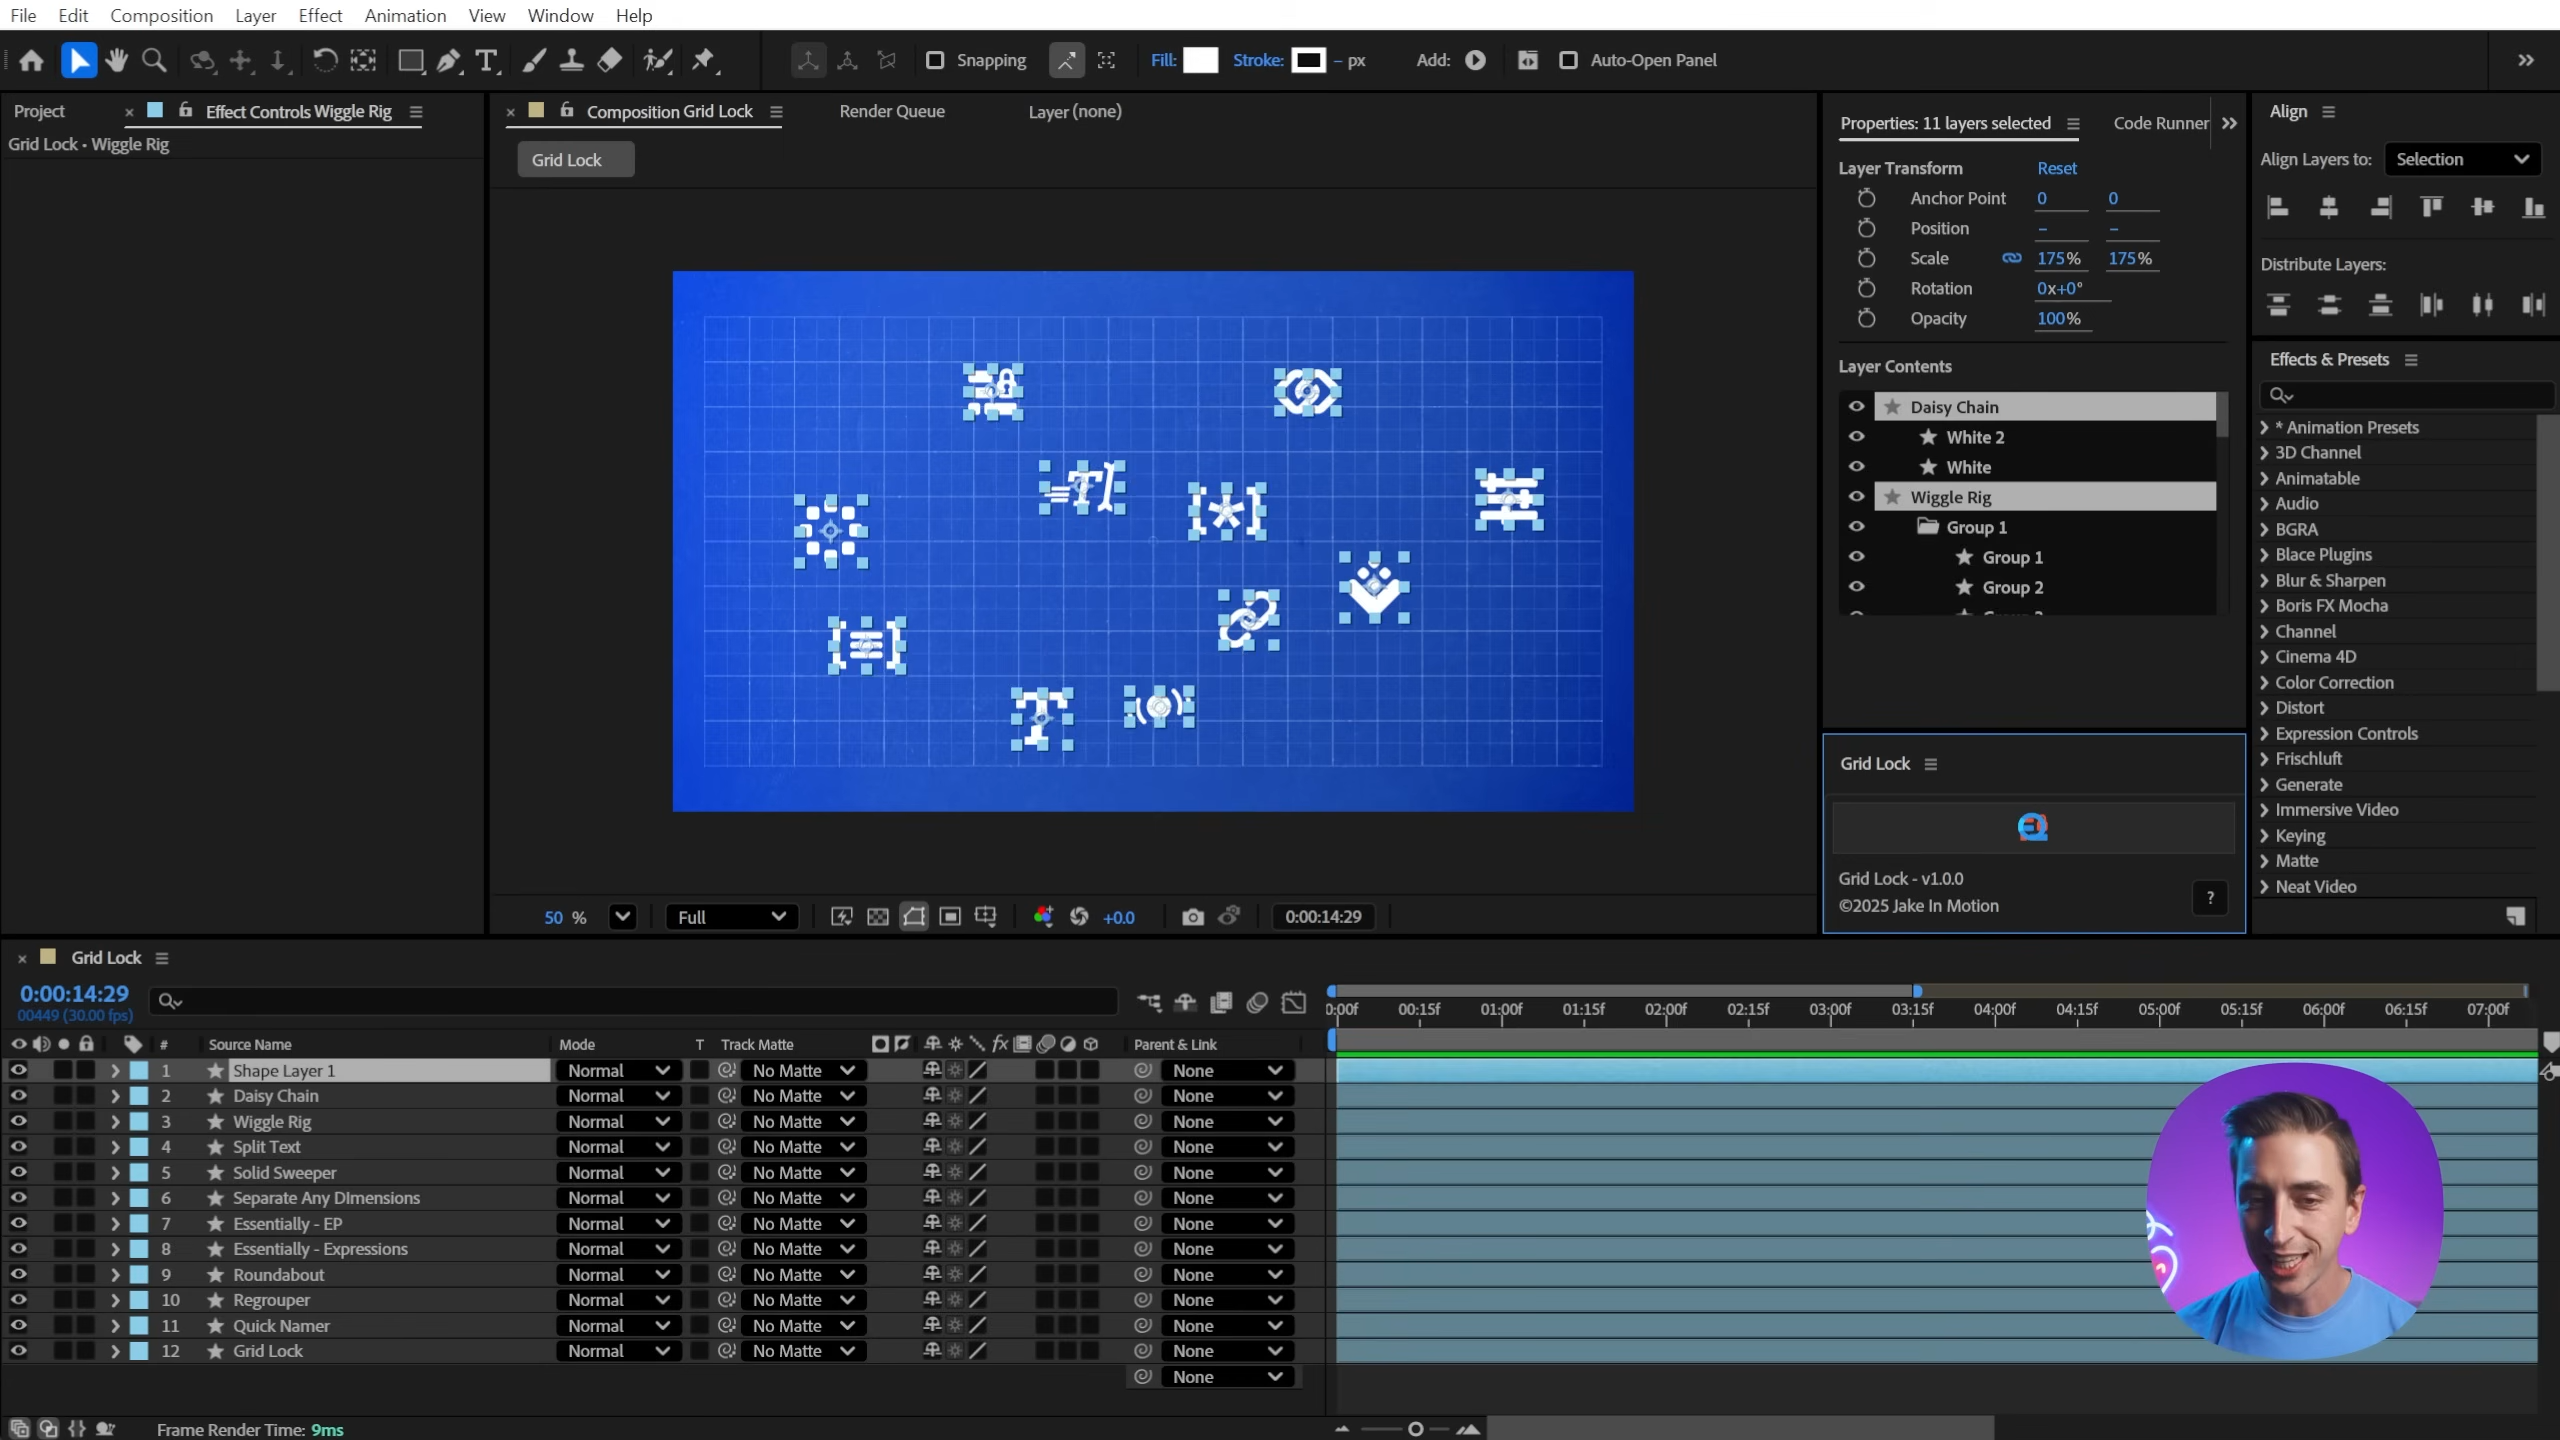 File Edit Composition Layer Effect Animation View Window Help
Snapping Fill: Stroke: – px Add: Auto-Open Panel
Project Effect Controls Wiggle Rig
Grid Lock • Wiggle Rig
Composition Grid Lock Render Queue Layer (none)
Grid Lock
50 % Full +0.0 0:00:14:29
Properties: 11 layers selected Code Runner
Layer Transform Reset
Anchor Point 0 0
Position – –
Scale 175% 175%
Rotation 0x+0°
Opacity 100%
Layer Contents
Daisy Chain
White 2
White
Wiggle Rig
Group 1
Group 1
Group 2
Grid Lock
Grid Lock - v1.0.0
©2025 Jake In Motion
?
Align
Align Layers to: Selection
Distribute Layers:
Effects & Presets
* Animation Presets
3D Channel
Animatable
Audio
BGRA
Blace Plugins
Blur & Sharpen
Boris FX Mocha
Channel
Cinema 4D
Color Correction
Distort
Expression Controls
Frischluft
Generate
Immersive Video
Keying
Matte
Neat Video
Grid Lock
0:00:14:29
00449 (30.00 fps)
0:00f 00:15f 01:00f 01:15f 02:00f 02:15f 03:00f 03:15f 04:00f 04:15f 05:00f 05:15f 06:00f 06:15f 07:00f
# Source Name Mode T Track Matte fx Parent & Link
1 Shape Layer 1 Normal No Matte None
2 Daisy Chain Normal No Matte None
3 Wiggle Rig Normal No Matte None
4 Split Text Normal No Matte None
5 Solid Sweeper Normal No Matte None
6 Separate Any DImensions Normal No Matte None
7 Essentially - EP Normal No Matte None
8 Essentially - Expressions Normal No Matte None
9 Roundabout Normal No Matte None
10 Regrouper Normal No Matte None
11 Quick Namer Normal No Matte None
12 Grid Lock Normal No Matte None
None
Frame Render Time: 9ms